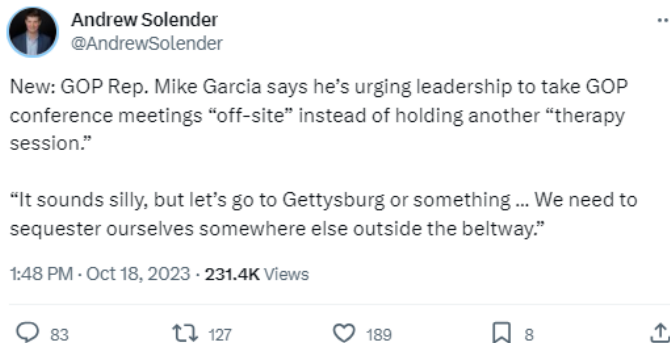 Andrew Solender
@AndrewSolender
New: GOP Rep. Mike Garcia says he’s urging leadership to take GOP
conference meetings “off-site” instead of holding another “therapy
session.”
“It sounds silly, but let’s go to Gettysburg or something ... We need to
sequester ourselves somewhere else outside the beltway.”
1:48 PM · Oct 18, 2023 · 231.4K Views
83 127 189 8